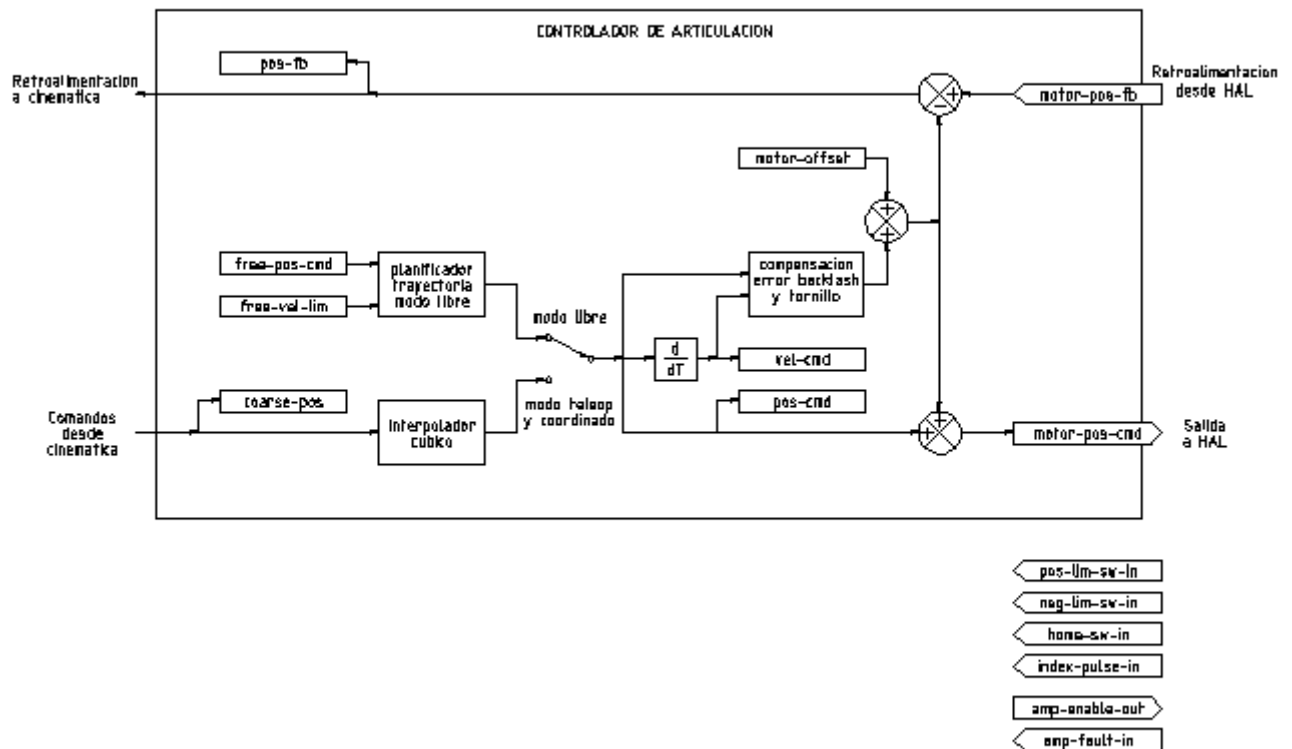 CONTROLADOR DE ARTICULACION
pos-fb
Retroalimentacion
a cinematica
Retroalimentacion
desde HAL
motor-pos-fb
motor-offset
free-pos-cmd
free-vel-lim
planificador
trayectoria
modo libre
compensacion
error backlash
y tornillo
modo libre
d
dT
vel-cmd
coarse-pos
pos-cmd
modo teleop
y coordinado
interpolador
cubico
Comandos
desde
cinematica
motor-pos-cmd
Salida
a HAL
pos-lim-sw-in
neg-lim-sw-in
home-sw-in
index-pulse-in
amp-enable-out
amp-fault-in